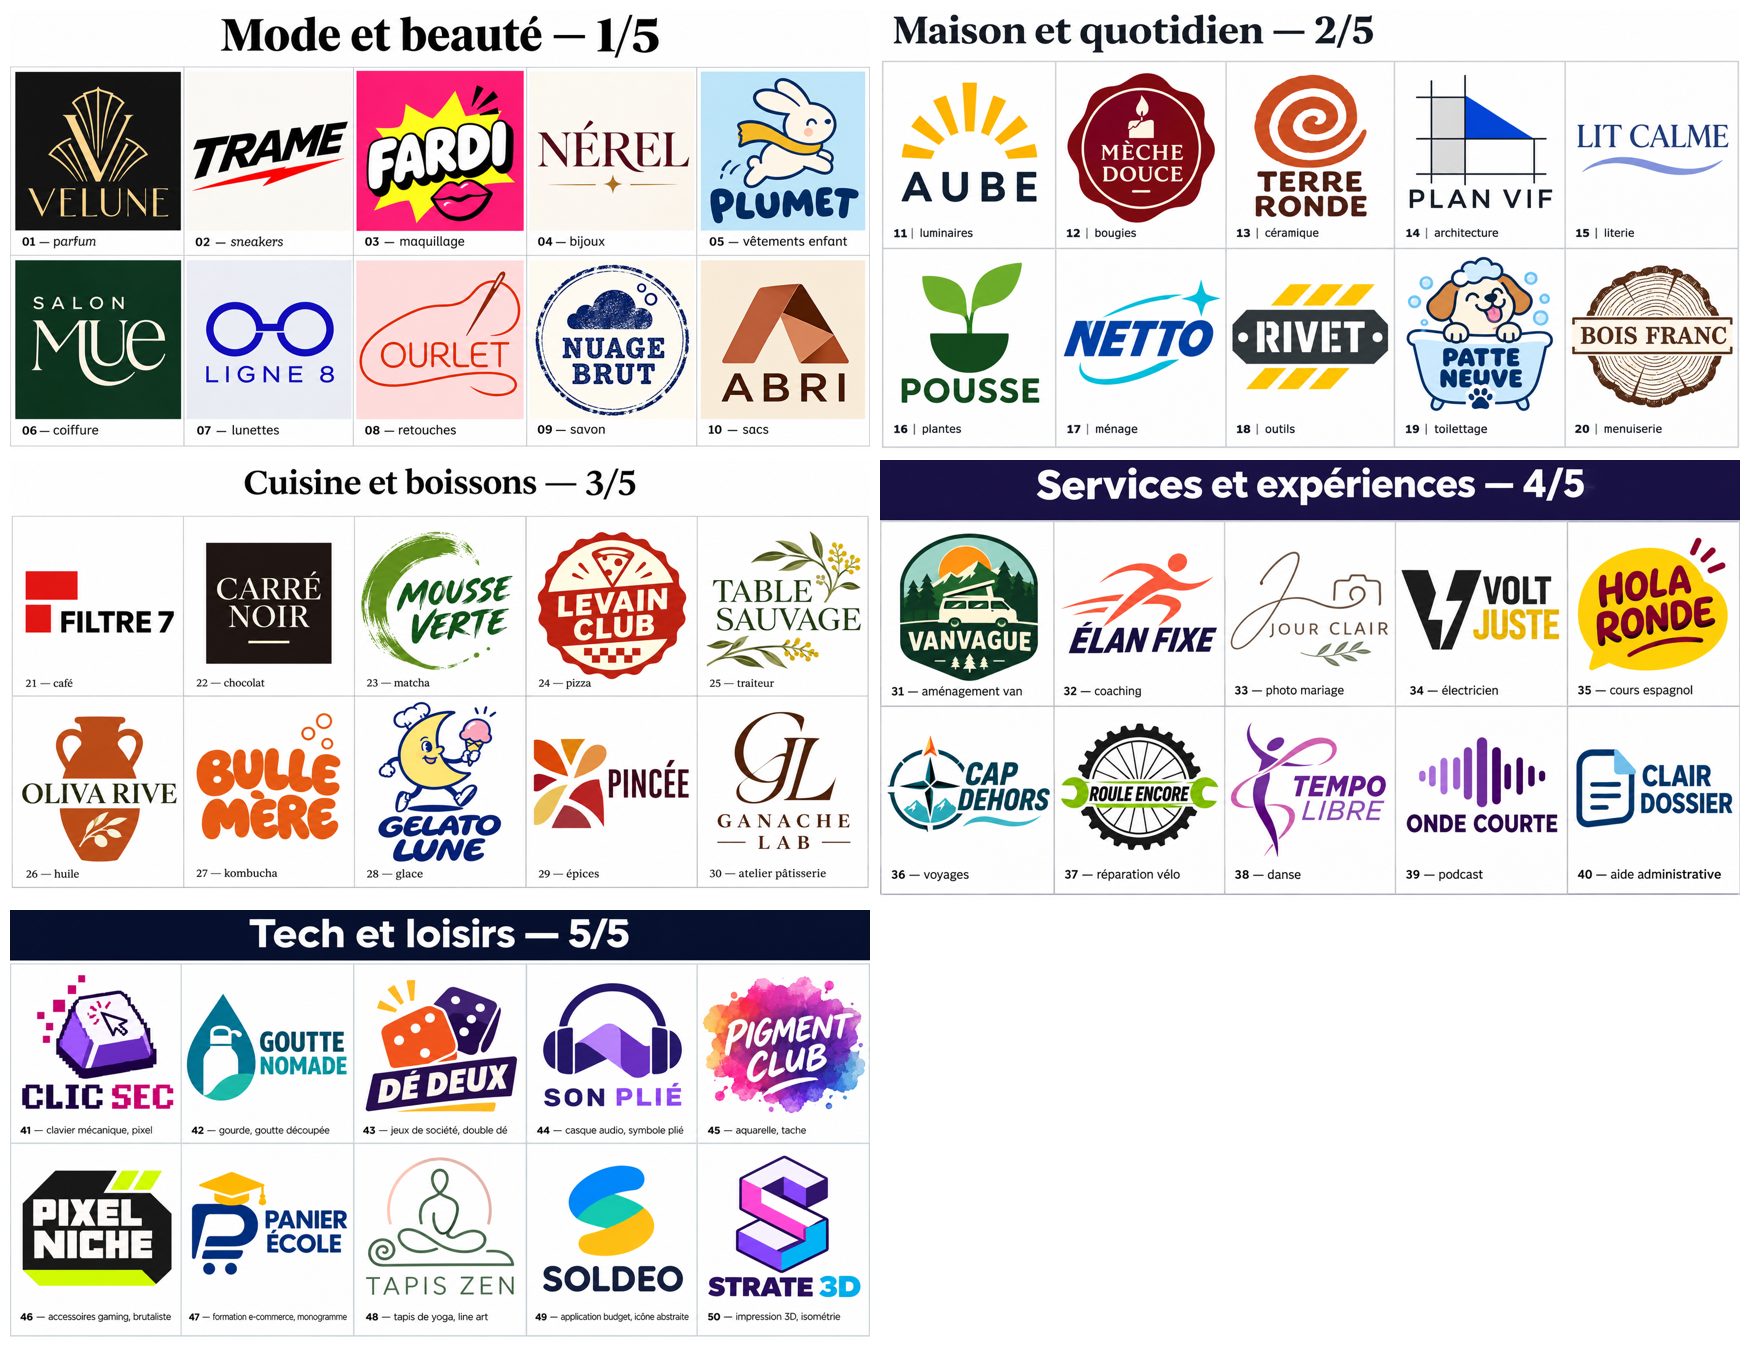 Mode et beauté — 1/5
VELUNE
01 — parfum
TRAME
02 — sneakers
FARDI
03 — maquillage
NÉREL
04 — bijoux
PLUMET
05 — vêtements enfant
SALON
MUe
06 — coiffure
LIGNE 8
07 — lunettes
OURLET
08 — retouches
NUAGE
BRUT
09 — savon
ABRI
10 — sacs
Maison et quotidien — 2/5
AUBE
11 | luminaires
MÈCHE
DOUCE
12 | bougies
TERRE
RONDE
13 | céramique
PLAN VIF
14 | architecture
LIT CALME
15 | literie
POUSSE
16 | plantes
NETTO
17 | ménage
RIVET
18 | outils
PATTE
NEUVE
19 | toilettage
BOIS FRANC
20 | menuiserie
Cuisine et boissons — 3/5
FILTRE 7
21 — café
CARRÉ
NOIR
22 — chocolat
MOUSSE
VERTE
23 — matcha
LEVAIN
CLUB
24 — pizza
TABLE
SAUVAGE
25 — traiteur
OLIVA RIVE
26 — huile
BULLE
MÈRE
27 — kombucha
GELATO
LUNE
28 — glace
PINCÉE
29 — épices
GL
GANACHE
— LAB —
30 — atelier pâtisserie
Services et expériences — 4/5
VANVAGUE
31 — aménagement van
ÉLAN FIXE
32 — coaching
JOUR CLAIR
33 — photo mariage
VOLT
JUSTE
34 — électricien
HOLA
RONDE
35 — cours espagnol
CAP
DEHORS
36 — voyages
ROULE ENCORE
37 — réparation vélo
TEMPO
LIBRE
38 — danse
ONDE COURTE
39 — podcast
CLAIR
DOSSIER
40 — aide administrative
Tech et loisirs — 5/5
CLIC SEC
41 — clavier mécanique, pixel
GOUTTE
NOMADE
42 — gourde, goutte découpée
DÉ DEUX
43 — jeux de société, double dé
SON PLIÉ
44 — casque audio, symbole plié
PIGMENT
CLUB
45 — aquarelle, tache
PIXEL
NICHE
46 — accessoires gaming, brutaliste
PANIER
ÉCOLE
47 — formation e-commerce, monogramme
TAPIS ZEN
48 — tapis de yoga, line art
SOLDEO
49 — application budget, icône abstraite
STRATE 3D
50 — impression 3D, isométrie